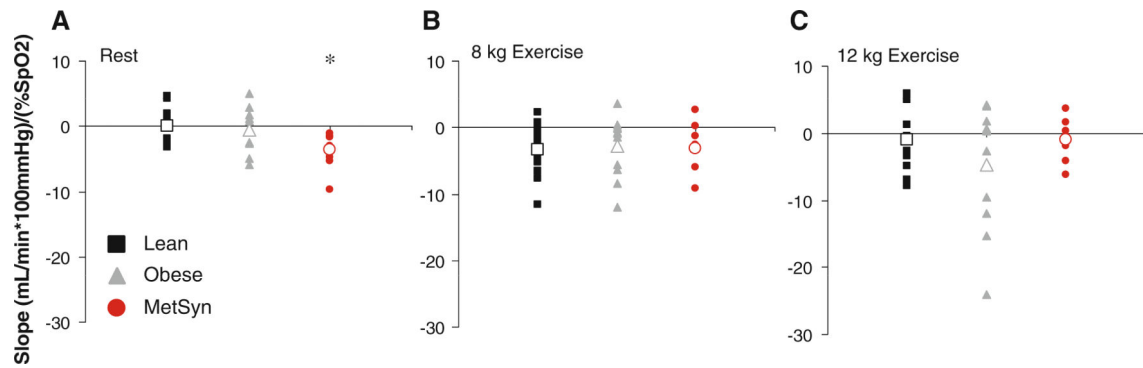 A
B
C
Rest
8 kg Exercise
12 kg Exercise
*
Slope (mL/min*100mmHg)/(%SpO2)
10
0
-10
-20
-30
10
0
-10
-20
-30
10
0
-10
-20
-30
Lean
Obese
MetSyn